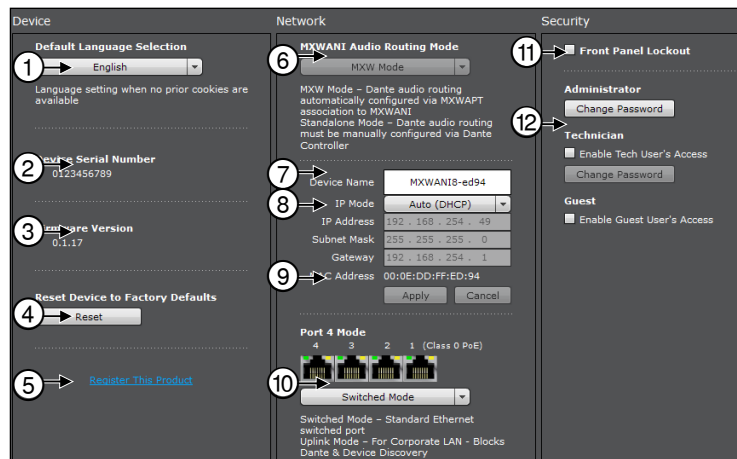 Device
Default Language Selection
1
English
Language setting when no prior cookies are
available
2
Device Serial Number
0123456789
3
Firmware Version
0.1.17
Reset Device to Factory Defaults
4
Reset
5
Register This Product
Network
MXWANI Audio Routing Mode
6
MXW Mode
MXW Mode – Dante audio routing
automatically configured via MXWAPT
association to MXWANI
Standalone Mode – Dante audio routing
must be manually configured via Dante
Controller
7
Device Name MXWANI8-ed94
8
IP Mode Auto (DHCP)
IP Address 192 . 168 . 254 . 49
Subnet Mask 255 . 255 . 255 . 0
Gateway 192 . 168 . 254 . 1
9
MAC Address 00:0E:DD:FF:ED:94
Apply Cancel
Port 4 Mode
4 3 2 1 (Class 0 PoE)
10
Switched Mode
Switched Mode – Standard Ethernet
switched port
Uplink Mode – For Corporate LAN - Blocks
Dante & Device Discovery
Security
11
Front Panel Lockout
Administrator
Change Password
12
Technician
Enable Tech User's Access
Change Password
Guest
Enable Guest User's Access